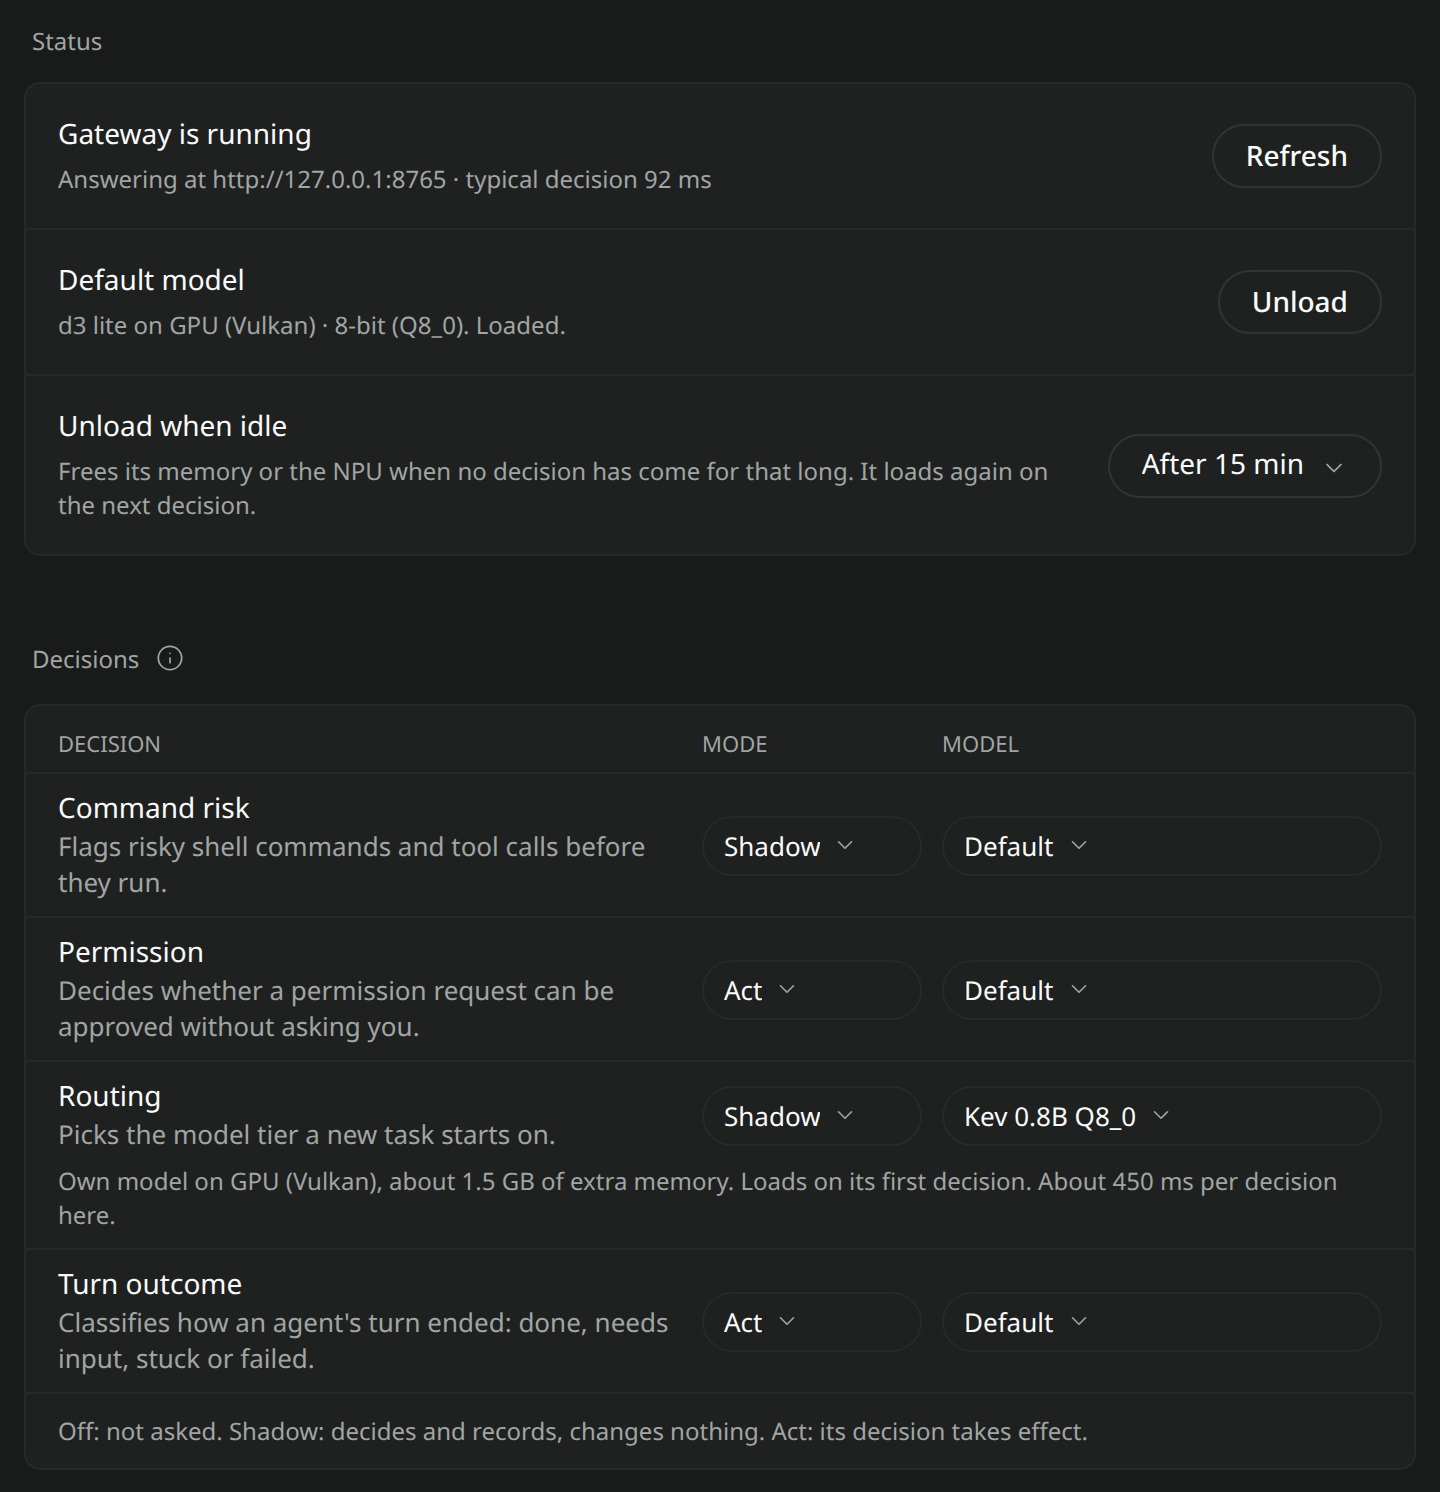 Status
Gateway is running
Answering at http://127.0.0.1:8765 · typical decision 92 ms
Refresh
Default model
d3 lite on GPU (Vulkan) · 8-bit (Q8_0). Loaded.
Unload
Unload when idle
Frees its memory or the NPU when no decision has come for that long. It loads again on
the next decision.
After 15 min
Decisions
DECISION MODE MODEL
Command risk
Flags risky shell commands and tool calls before
they run.
Shadow Default
Permission
Decides whether a permission request can be
approved without asking you.
Act Default
Routing
Picks the model tier a new task starts on.
Shadow Kev 0.8B Q8_0
Own model on GPU (Vulkan), about 1.5 GB of extra memory. Loads on its first decision. About 450 ms per decision
here.
Turn outcome
Classifies how an agent's turn ended: done, needs
input, stuck or failed.
Act Default
Off: not asked. Shadow: decides and records, changes nothing. Act: its decision takes effect.